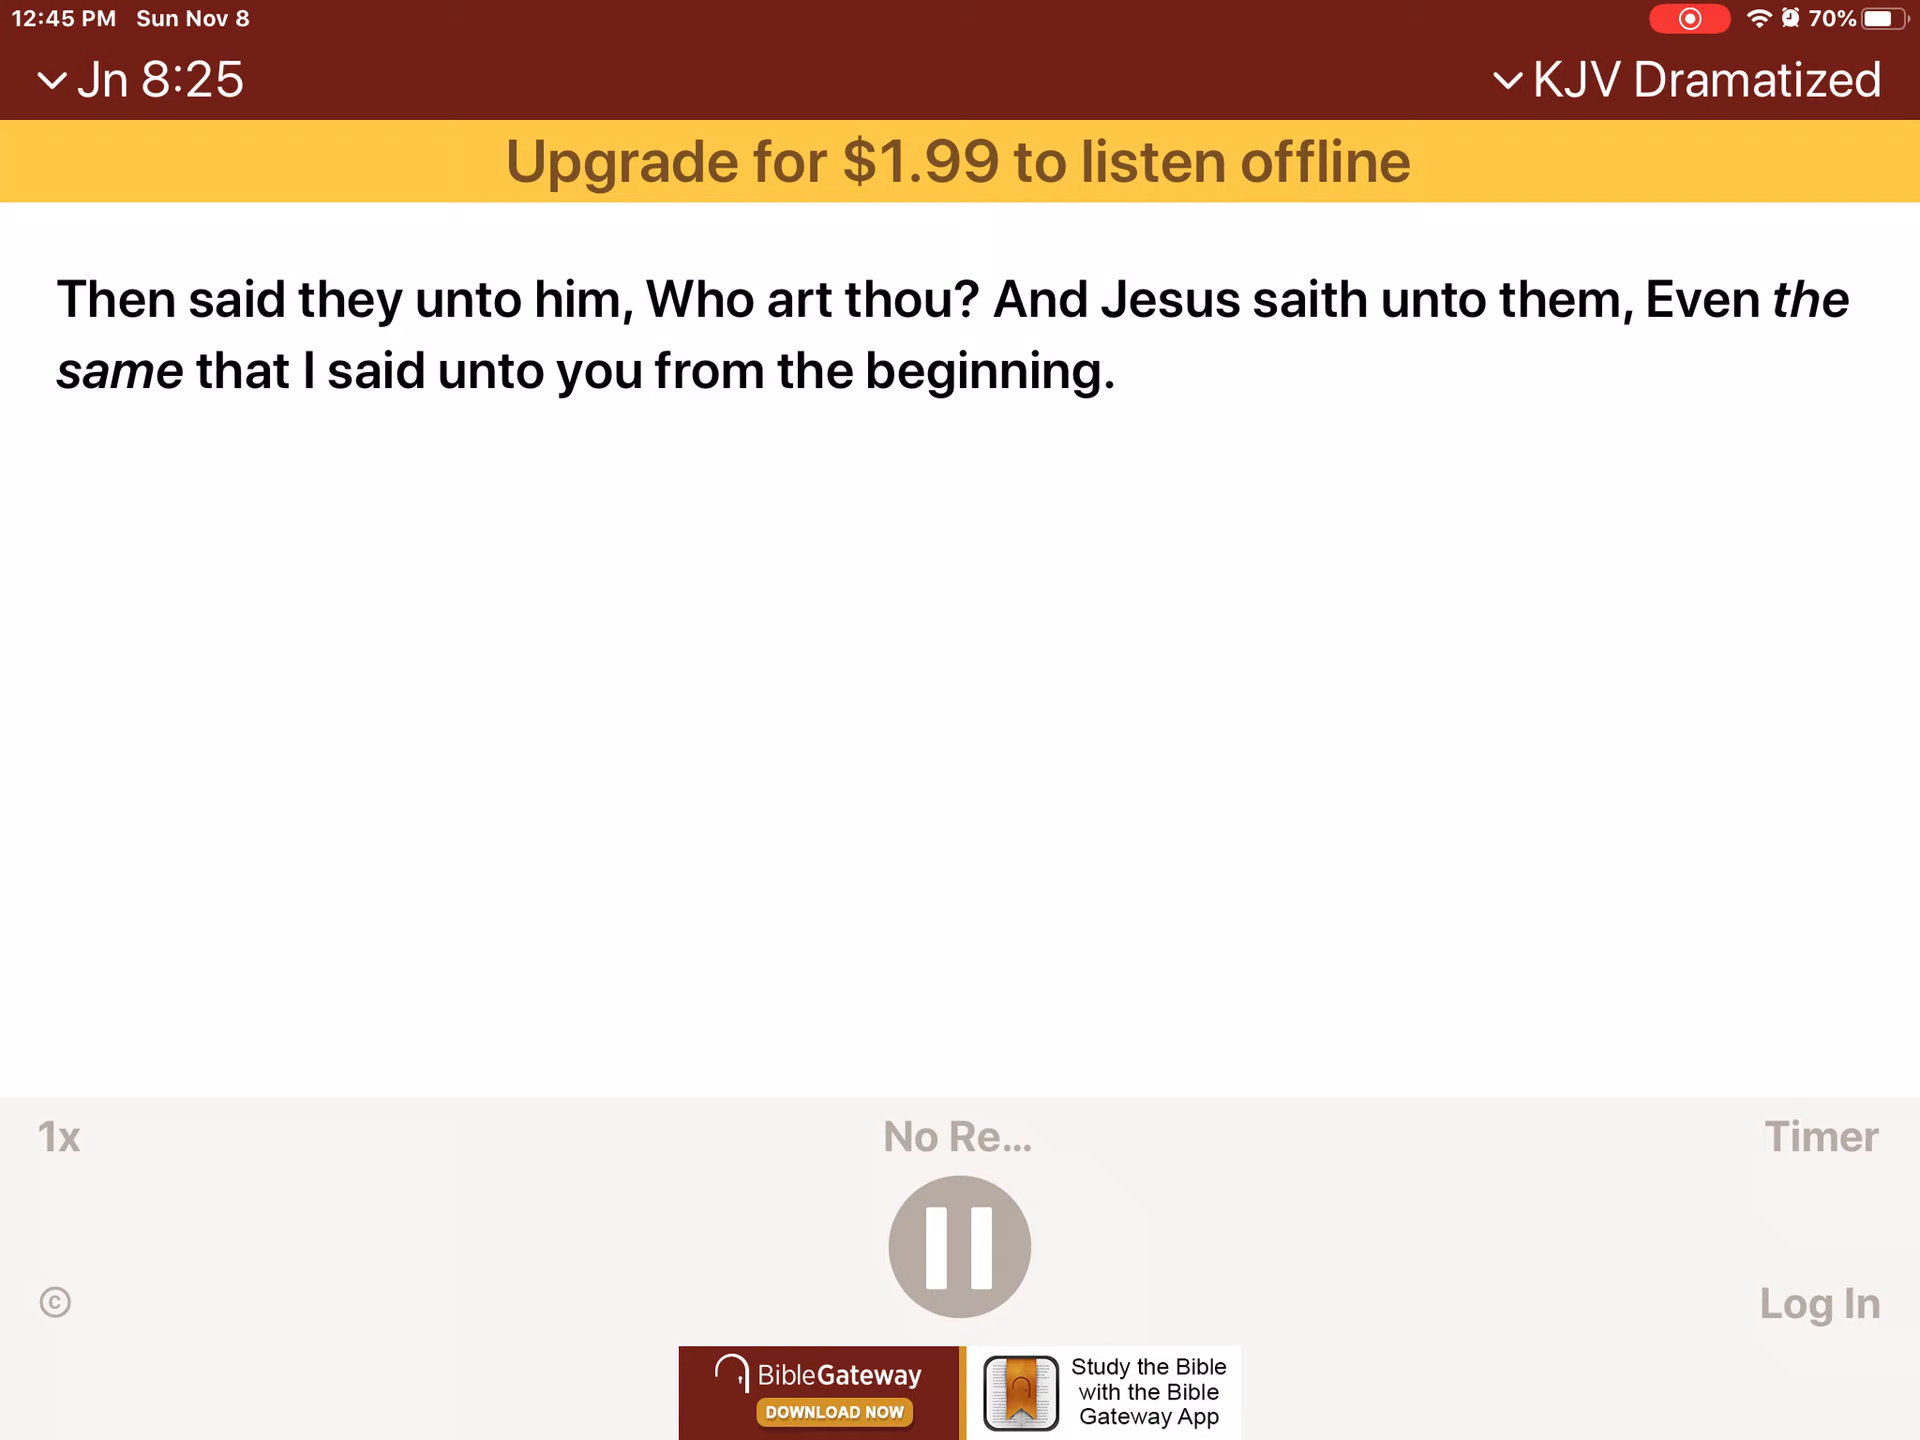 12:45 PM Sun Nov 8
70%
Jn 8:25
KJV Dramatized
Upgrade for $1.99 to listen offline
Then said they unto him, Who art thou? And Jesus saith unto them, Even the
same that I said unto you from the beginning.
1x
No Re...
Timer
©
Log In
BibleGateway
DOWNLOAD NOW
Study the Bible
with the Bible
Gateway App